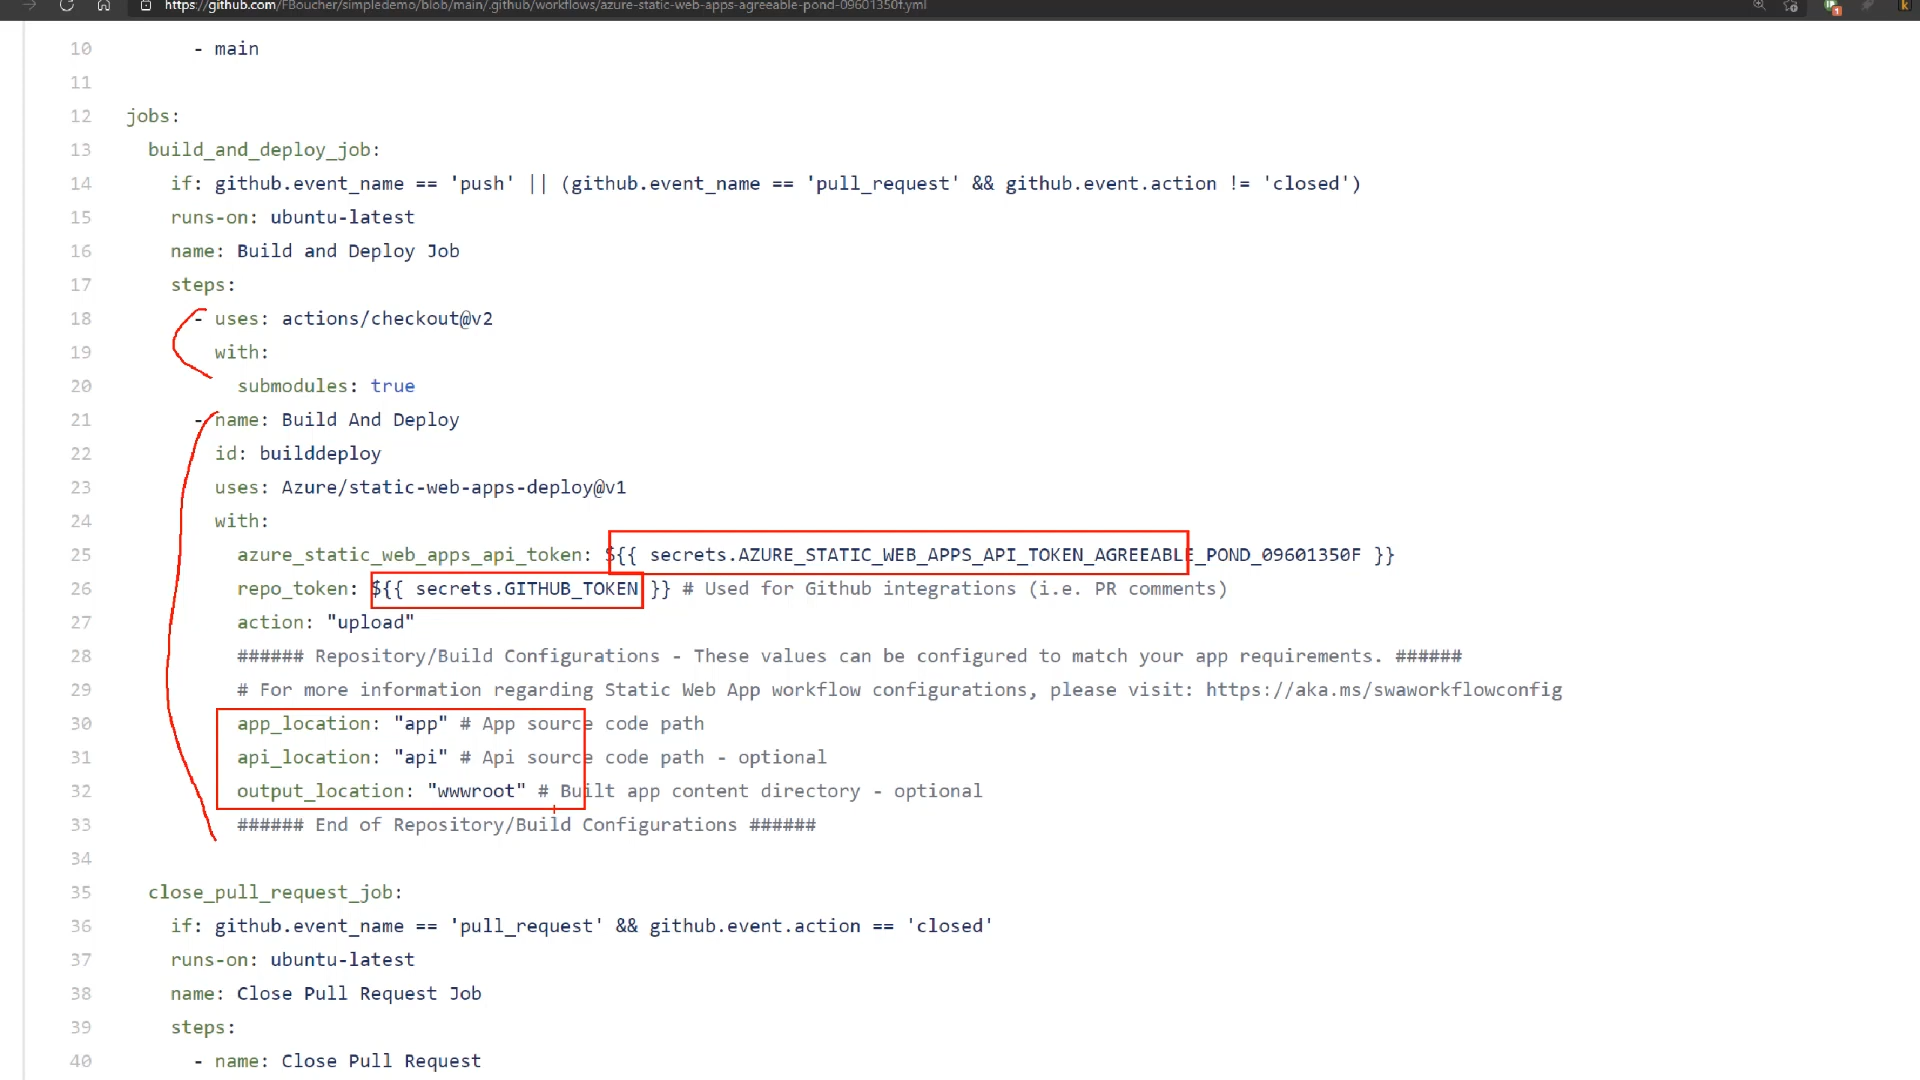 https://github.com/FBoucher/simpledemo/blob/main/.github/workflows/azure-static-web-apps-agreeable-pond-09601350f.yml
10 - main
11
12 jobs:
13 build_and_deploy_job:
14 if: github.event_name == 'push' || (github.event_name == 'pull_request' && github.event.action != 'closed')
15 runs-on: ubuntu-latest
16 name: Build and Deploy Job
17 steps:
18 - uses: actions/checkout@v2
19 with:
20 submodules: true
21 - name: Build And Deploy
22 id: builddeploy
23 uses: Azure/static-web-apps-deploy@v1
24 with:
25 azure_static_web_apps_api_token: ${{ secrets.AZURE_STATIC_WEB_APPS_API_TOKEN_AGREEABLE_POND_09601350F }}
26 repo_token: ${{ secrets.GITHUB_TOKEN }} # Used for Github integrations (i.e. PR comments)
27 action: "upload"
28 ###### Repository/Build Configurations - These values can be configured to match your app requirements. ######
29 # For more information regarding Static Web App workflow configurations, please visit: https://aka.ms/swaworkflowconfig
30 app_location: "app" # App source code path
31 api_location: "api" # Api source code path - optional
32 output_location: "wwwroot" # Built app content directory - optional
33 ###### End of Repository/Build Configurations ######
34
35 close_pull_request_job:
36 if: github.event_name == 'pull_request' && github.event.action == 'closed'
37 runs-on: ubuntu-latest
38 name: Close Pull Request Job
39 steps:
40 - name: Close Pull Request